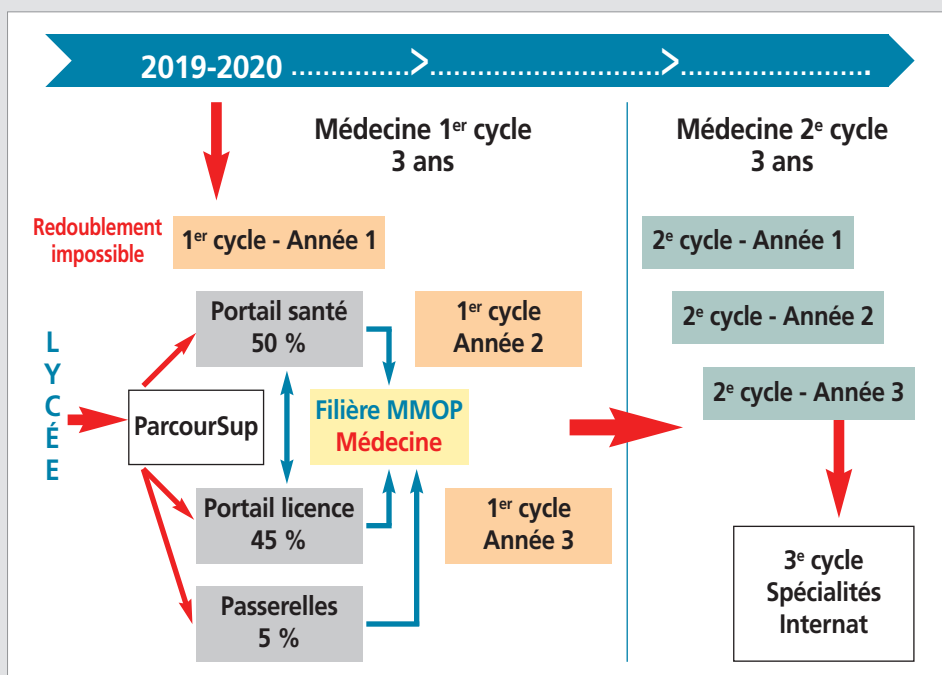 2019-2020 ................>...............................>.........................
Médecine 1er cycle
3 ans
Médecine 2e cycle
3 ans
Redoublement
impossible
1er cycle - Année 1
2e cycle - Année 1
Portail santé
50 %
1er cycle
Année 2
2e cycle - Année 2
LYCÉE
ParcourSup
Filière MMOP
Médecine
2e cycle - Année 3
Portail licence
45 %
1er cycle
Année 3
Passerelles
5 %
3e cycle
Spécialités
Internat